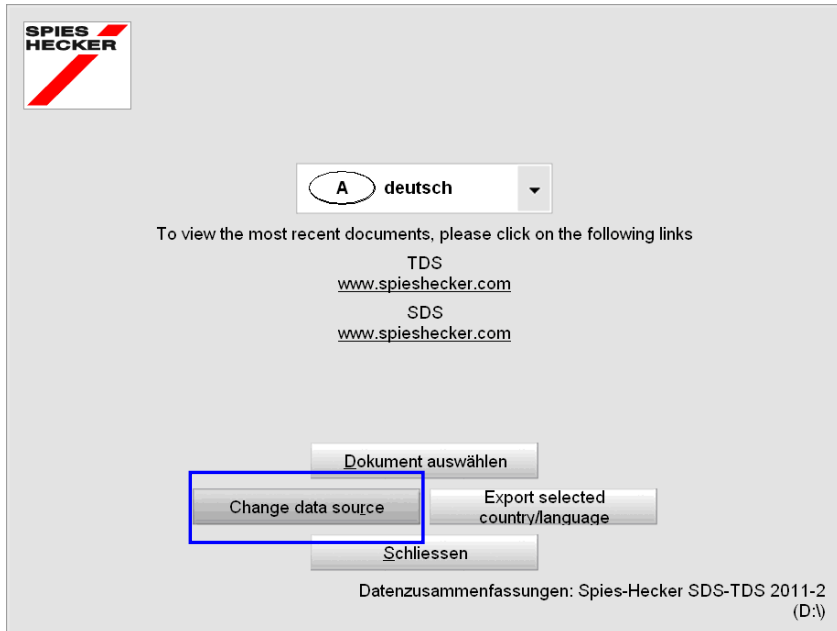 SPIES
HECKER
A deutsch
To view the most recent documents, please click on the following links
TDS
www.spieshecker.com
SDS
www.spieshecker.com
Dokument auswählen
Change data source
Export selected
country/language
Schliessen
Datenzusammenfassungen: Spies-Hecker SDS-TDS 2011-2
(D:\)